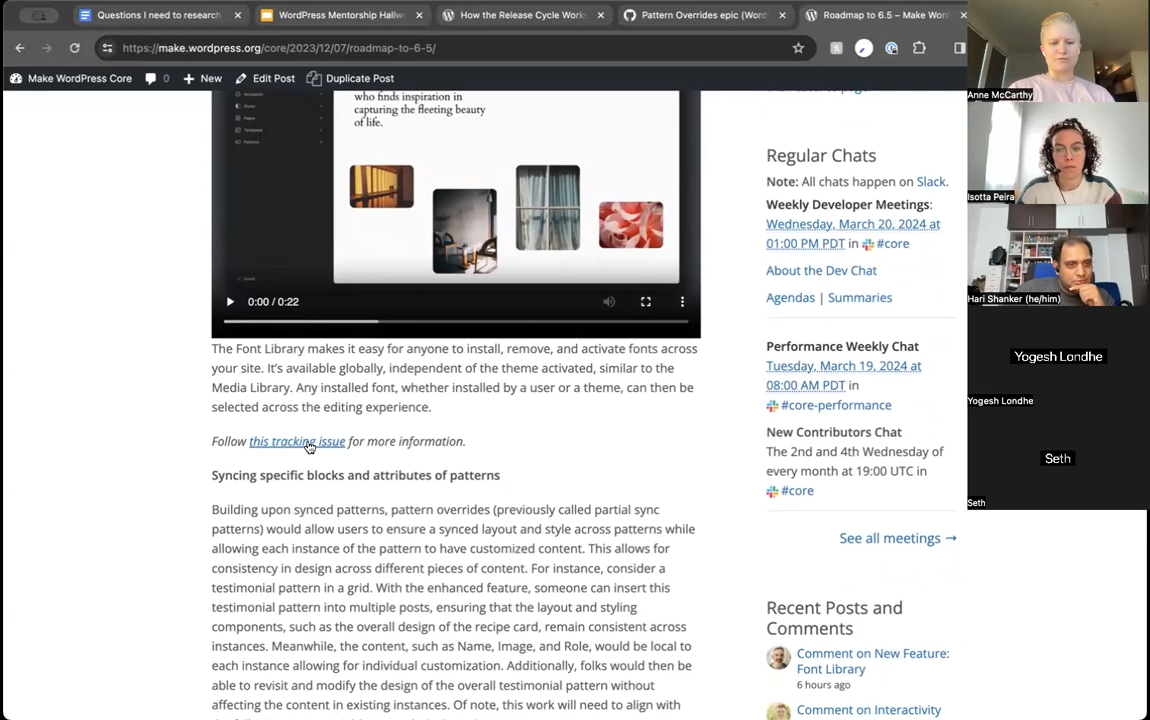 Questions I need to research
WordPress Mentorship Hallw
How the Release Cycle Works
Pattern Overrides epic (Word
Roadmap to 6.5 – Make Wor
https://make.wordpress.org/core/2023/12/07/roadmap-to-6-5/
Make WordPress Core
0
New
Edit Post
Duplicate Post
who finds inspiration in
capturing the fleeting beauty
of life.
0:00 / 0:22
The Font Library makes it easy for anyone to install, remove, and activate fonts across
your site. It's available globally, independent of the theme activated, similar to the
Media Library. Any installed font, whether installed by a user or a theme, can then be
selected across the editing experience.
Follow this tracking issue for more information.
Syncing specific blocks and attributes of patterns
Building upon synced patterns, pattern overrides (previously called partial sync
patterns) would allow users to ensure a synced layout and style across patterns while
allowing each instance of the pattern to have customized content. This allows for
consistency in design across different pieces of content. For instance, consider a
testimonial pattern in a grid. With the enhanced feature, someone can insert this
testimonial pattern into multiple posts, ensuring that the layout and styling
components, such as the overall design of the recipe card, remain consistent across
instances. Meanwhile, the content, such as Name, Image, and Role, would be local to
each instance allowing for individual customization. Additionally, folks would then be
able to revisit and modify the design of the overall testimonial pattern without
affecting the content in existing instances. Of note, this work will need to align with
Regular Chats
Note: All chats happen on Slack.
Weekly Developer Meetings:
Wednesday, March 20, 2024 at
01:00 PM PDT in #core
About the Dev Chat
Agendas | Summaries
Performance Weekly Chat
Tuesday, March 19, 2024 at
08:00 AM PDT in
#core-performance
New Contributors Chat
The 2nd and 4th Wednesday of
every month at 19:00 UTC in
#core
See all meetings →
Recent Posts and
Comments
Comment on New Feature:
Font Library
6 hours ago
Comment on Interactivity
Anne McCarthy
Isotta Peira
Hari Shanker (he/him)
Yogesh Londhe
Yogesh Londhe
Seth
Seth